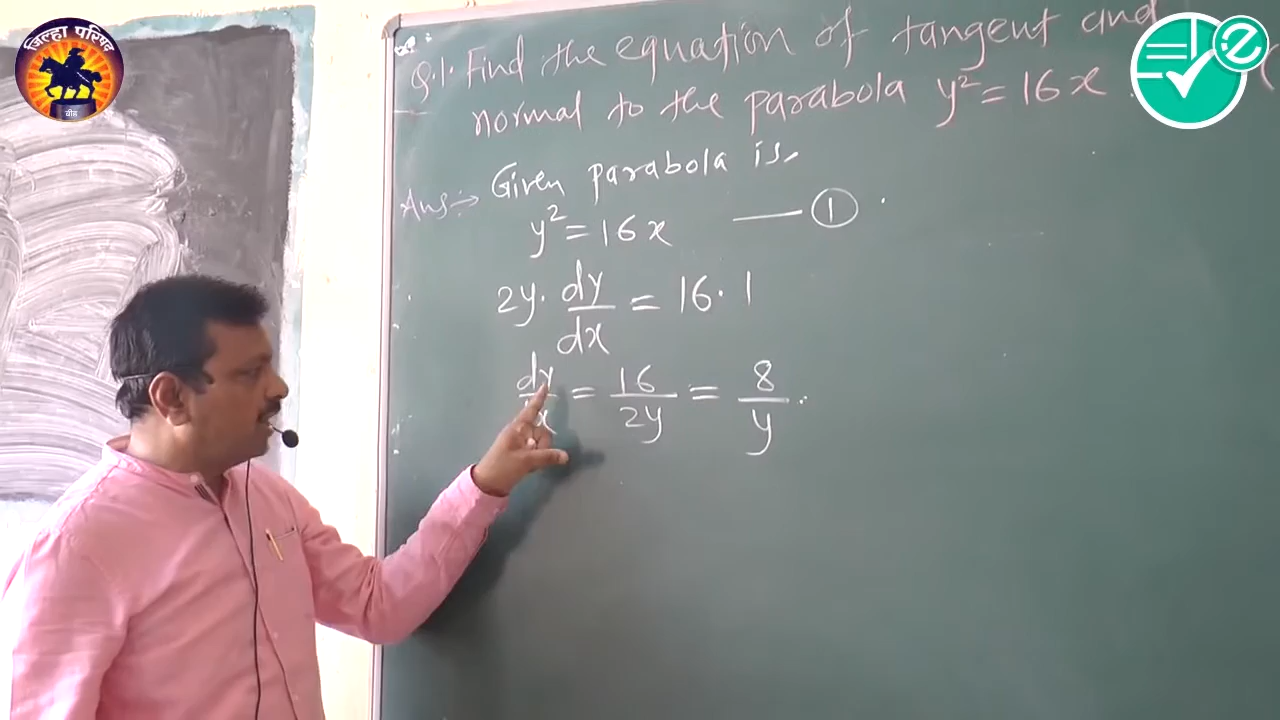 जिल्हा परिषद
बीड
Q.1. Find the equation of tangent and
normal to the parabola y² = 16x
Ans:→ Given parabola is,
y² = 16x —— ①
2y. dy/dx = 16.1
dy/dx = 16/2y = 8/y.